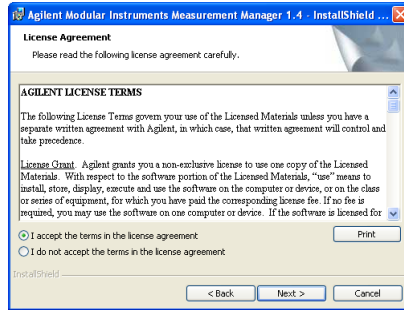 Agilent Modular Instruments Measurement Manager 1.4 - InstallShield ...
License Agreement
Please read the following license agreement carefully.
AGILENT LICENSE TERMS
The following License Terms govern your use of the Licensed Materials unless you have a
separate written agreement with Agilent, in which case, that written agreement will control and
take precedence.
License Grant.  Agilent grants you a non-exclusive license to use one copy of the Licensed
Materials.  With respect to the software portion of the Licensed Materials, “use” means to
install, store, display, execute and use the software on the computer or device, or on the class
or series of equipment, for which you have paid the corresponding license fee. If no fee is
required, you may use the software on one computer or device.  If the software is licensed for
I accept the terms in the license agreement
Print
I do not accept the terms in the license agreement
InstallShield
< Back
Next >
Cancel